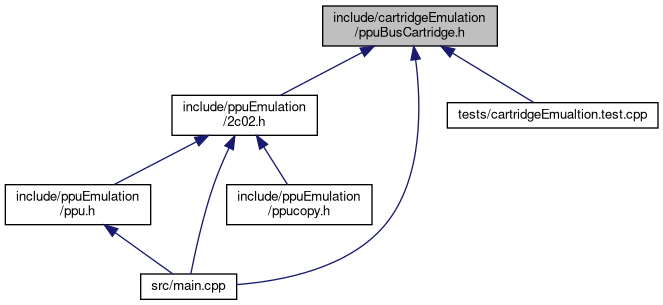 include/cartridgeEmulation
/ppuBusCartridge.h
include/ppuEmulation
/2c02.h
tests/cartridgeEmualtion.test.cpp
include/ppuEmulation
/ppu.h
include/ppuEmulation
/ppucopy.h
src/main.cpp